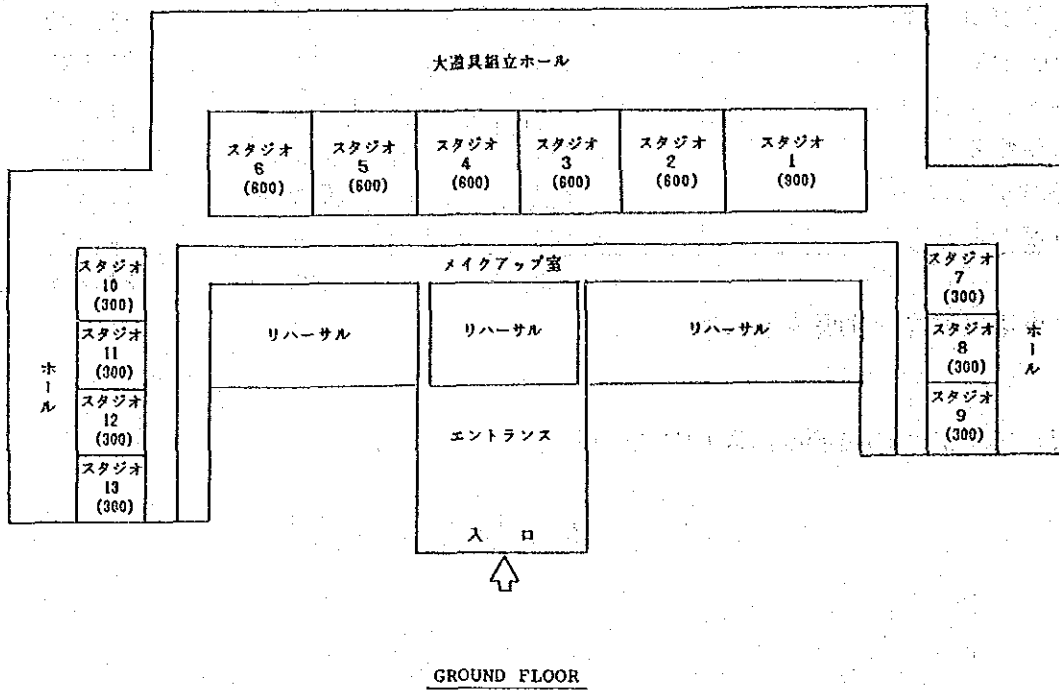 大道具組立ホール
スタジオ
6
(600)
スタジオ
5
(600)
スタジオ
4
(600)
スタジオ
3
(600)
スタジオ
2
(600)
スタジオ
1
(900)
メイクアップ室
スタジオ
10
(300)
スタジオ
11
(300)
スタジオ
12
(300)
スタジオ
13
(300)
ホール
リハーサル
リハーサル
リハーサル
スタジオ
7
(300)
スタジオ
8
(300)
スタジオ
9
(300)
ホール
エントランス
入 口
GROUND FLOOR